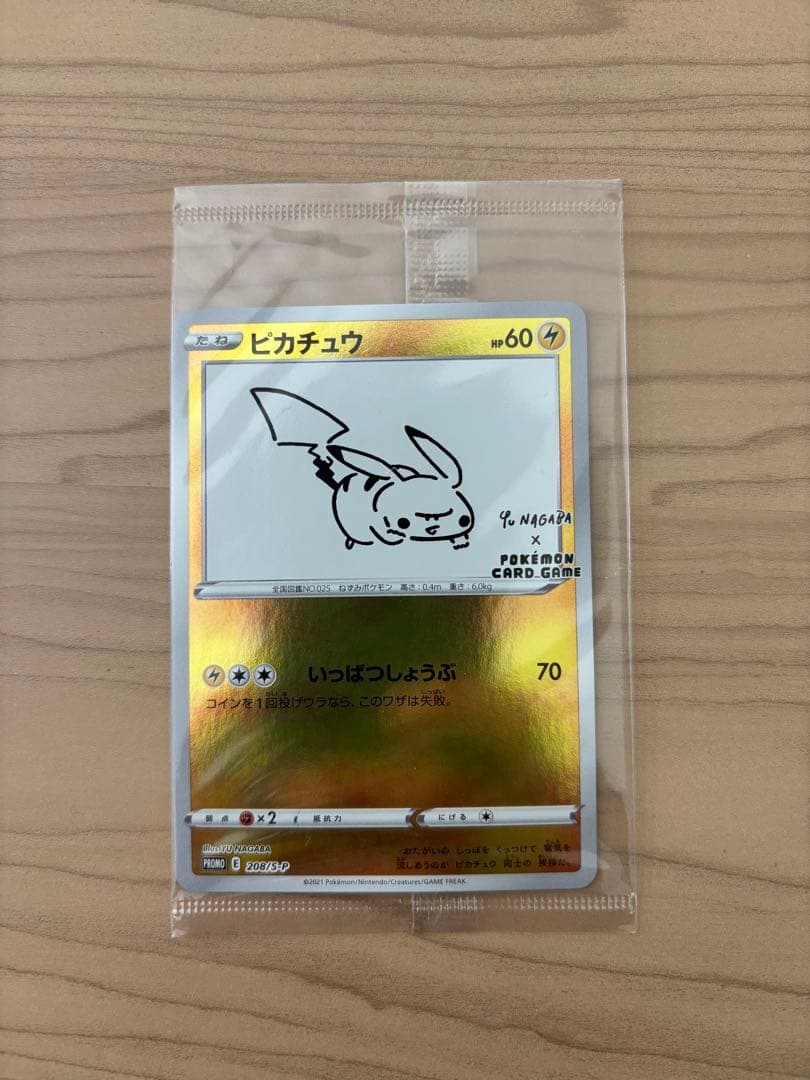 たね ピカチュウ HP60
Yu NAGABA
×
POKÉMON
CARD GAME
全国図鑑NO.025 ねずみポケモン 高さ:0.4m 重さ:6.0kg
いっぱつしょうぶ 70
コインを1回投げウラなら、このワザは失敗。
弱点 ×2 抵抗力 にげる
Illus.YU NAGABA
PROMO E 208/S-P
おたがいの しっぽを くっつけて 電気を
流しあうのが ピカチュウ 同士の 挨拶だ。
©2021 Pokémon/Nintendo/Creatures/GAME FREAK.